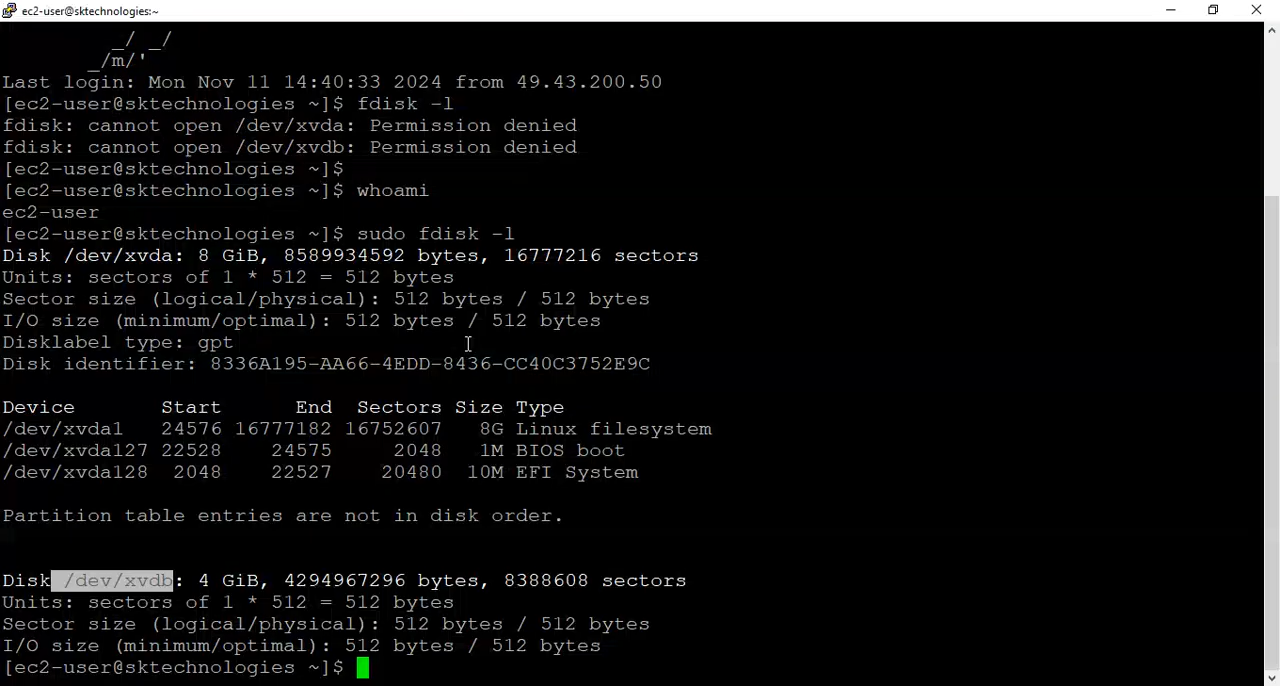 ec2-user@sktechnologies:~
_/ _/
_/m/'
Last login: Mon Nov 11 14:40:33 2024 from 49.43.200.50
[ec2-user@sktechnologies ~]$ fdisk -l
fdisk: cannot open /dev/xvda: Permission denied
fdisk: cannot open /dev/xvdb: Permission denied
[ec2-user@sktechnologies ~]$
[ec2-user@sktechnologies ~]$ whoami
ec2-user
[ec2-user@sktechnologies ~]$ sudo fdisk -l
Disk /dev/xvda: 8 GiB, 8589934592 bytes, 16777216 sectors
Units: sectors of 1 * 512 = 512 bytes
Sector size (logical/physical): 512 bytes / 512 bytes
I/O size (minimum/optimal): 512 bytes / 512 bytes
Disklabel type: gpt
Disk identifier: 8336A195-AA66-4EDD-8436-CC40C3752E9C
Device       Start      End  Sectors Size Type
/dev/xvda1   24576 16777182 16752607   8G Linux filesystem
/dev/xvda127 22528    24575     2048   1M BIOS boot
/dev/xvda128  2048    22527    20480  10M EFI System
Partition table entries are not in disk order.
Disk /dev/xvdb: 4 GiB, 4294967296 bytes, 8388608 sectors
Units: sectors of 1 * 512 = 512 bytes
Sector size (logical/physical): 512 bytes / 512 bytes
I/O size (minimum/optimal): 512 bytes / 512 bytes
[ec2-user@sktechnologies ~]$